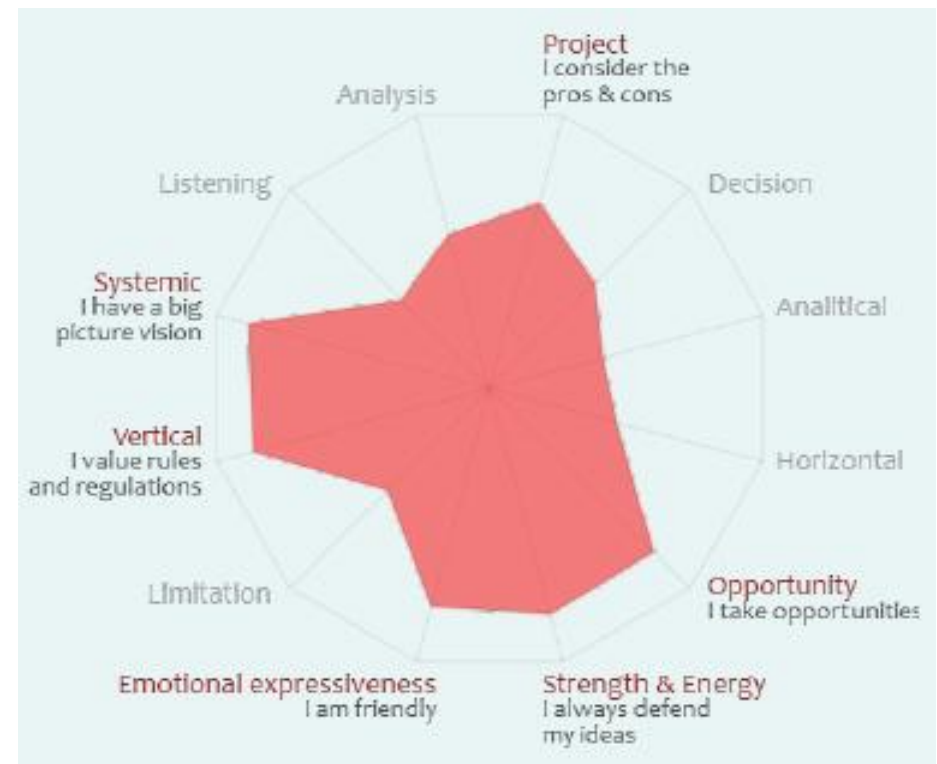 Project
I consider the
pros & cons
Analysis
Decision
Listening
Systemic
I have a big
picture vision
Analitical
Vertical
I value rules
and regulations
Horizontal
Limitation
Opportunity
I take opportunities
Emotional expressiveness
I am friendly
Strength & Energy
I always defend
my ideas